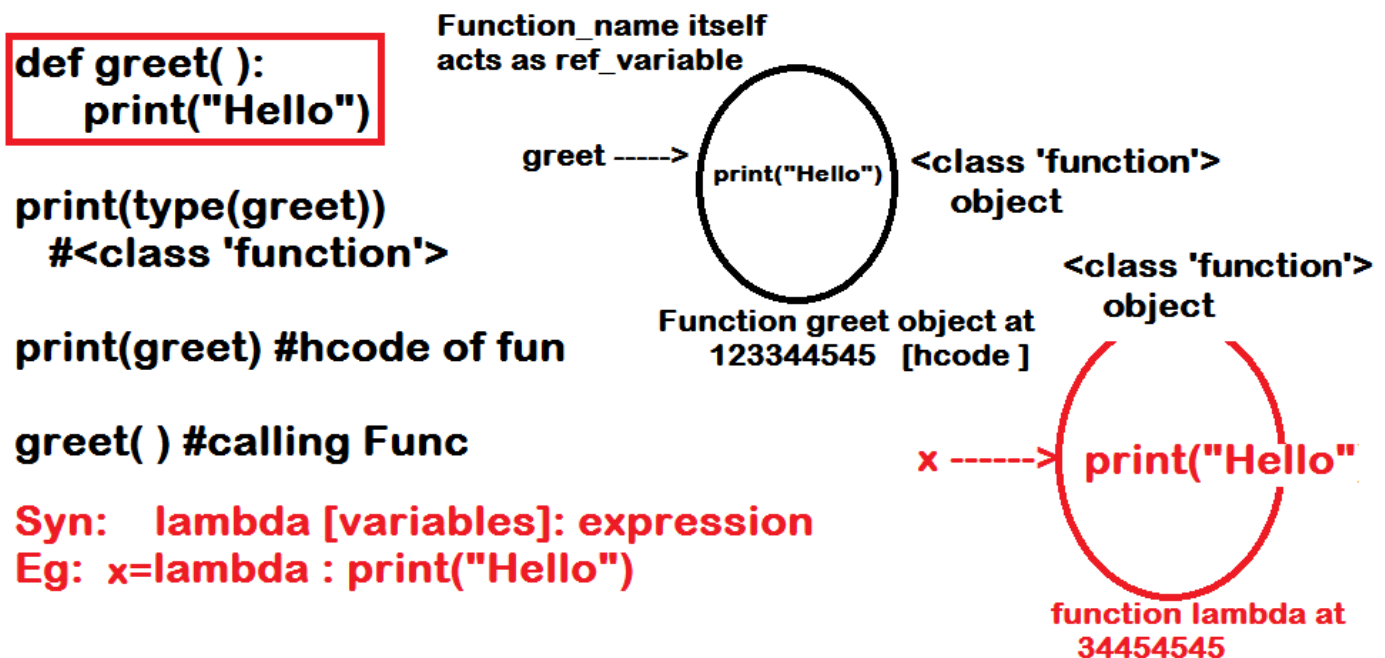 def greet( ):
print("Hello")
print(type(greet))
#<class 'function'>
print(greet) #hcode of fun
greet( ) #calling Func
Syn: lambda [variables]: expression
Eg: x=lambda : print("Hello")
Function_name itself
acts as ref_variable
greet ----->
print("Hello")
<class 'function'>
object
Function greet object at
123344545 [hcode ]
<class 'function'>
object
x ------>
print("Hello"
function lambda at
34454545